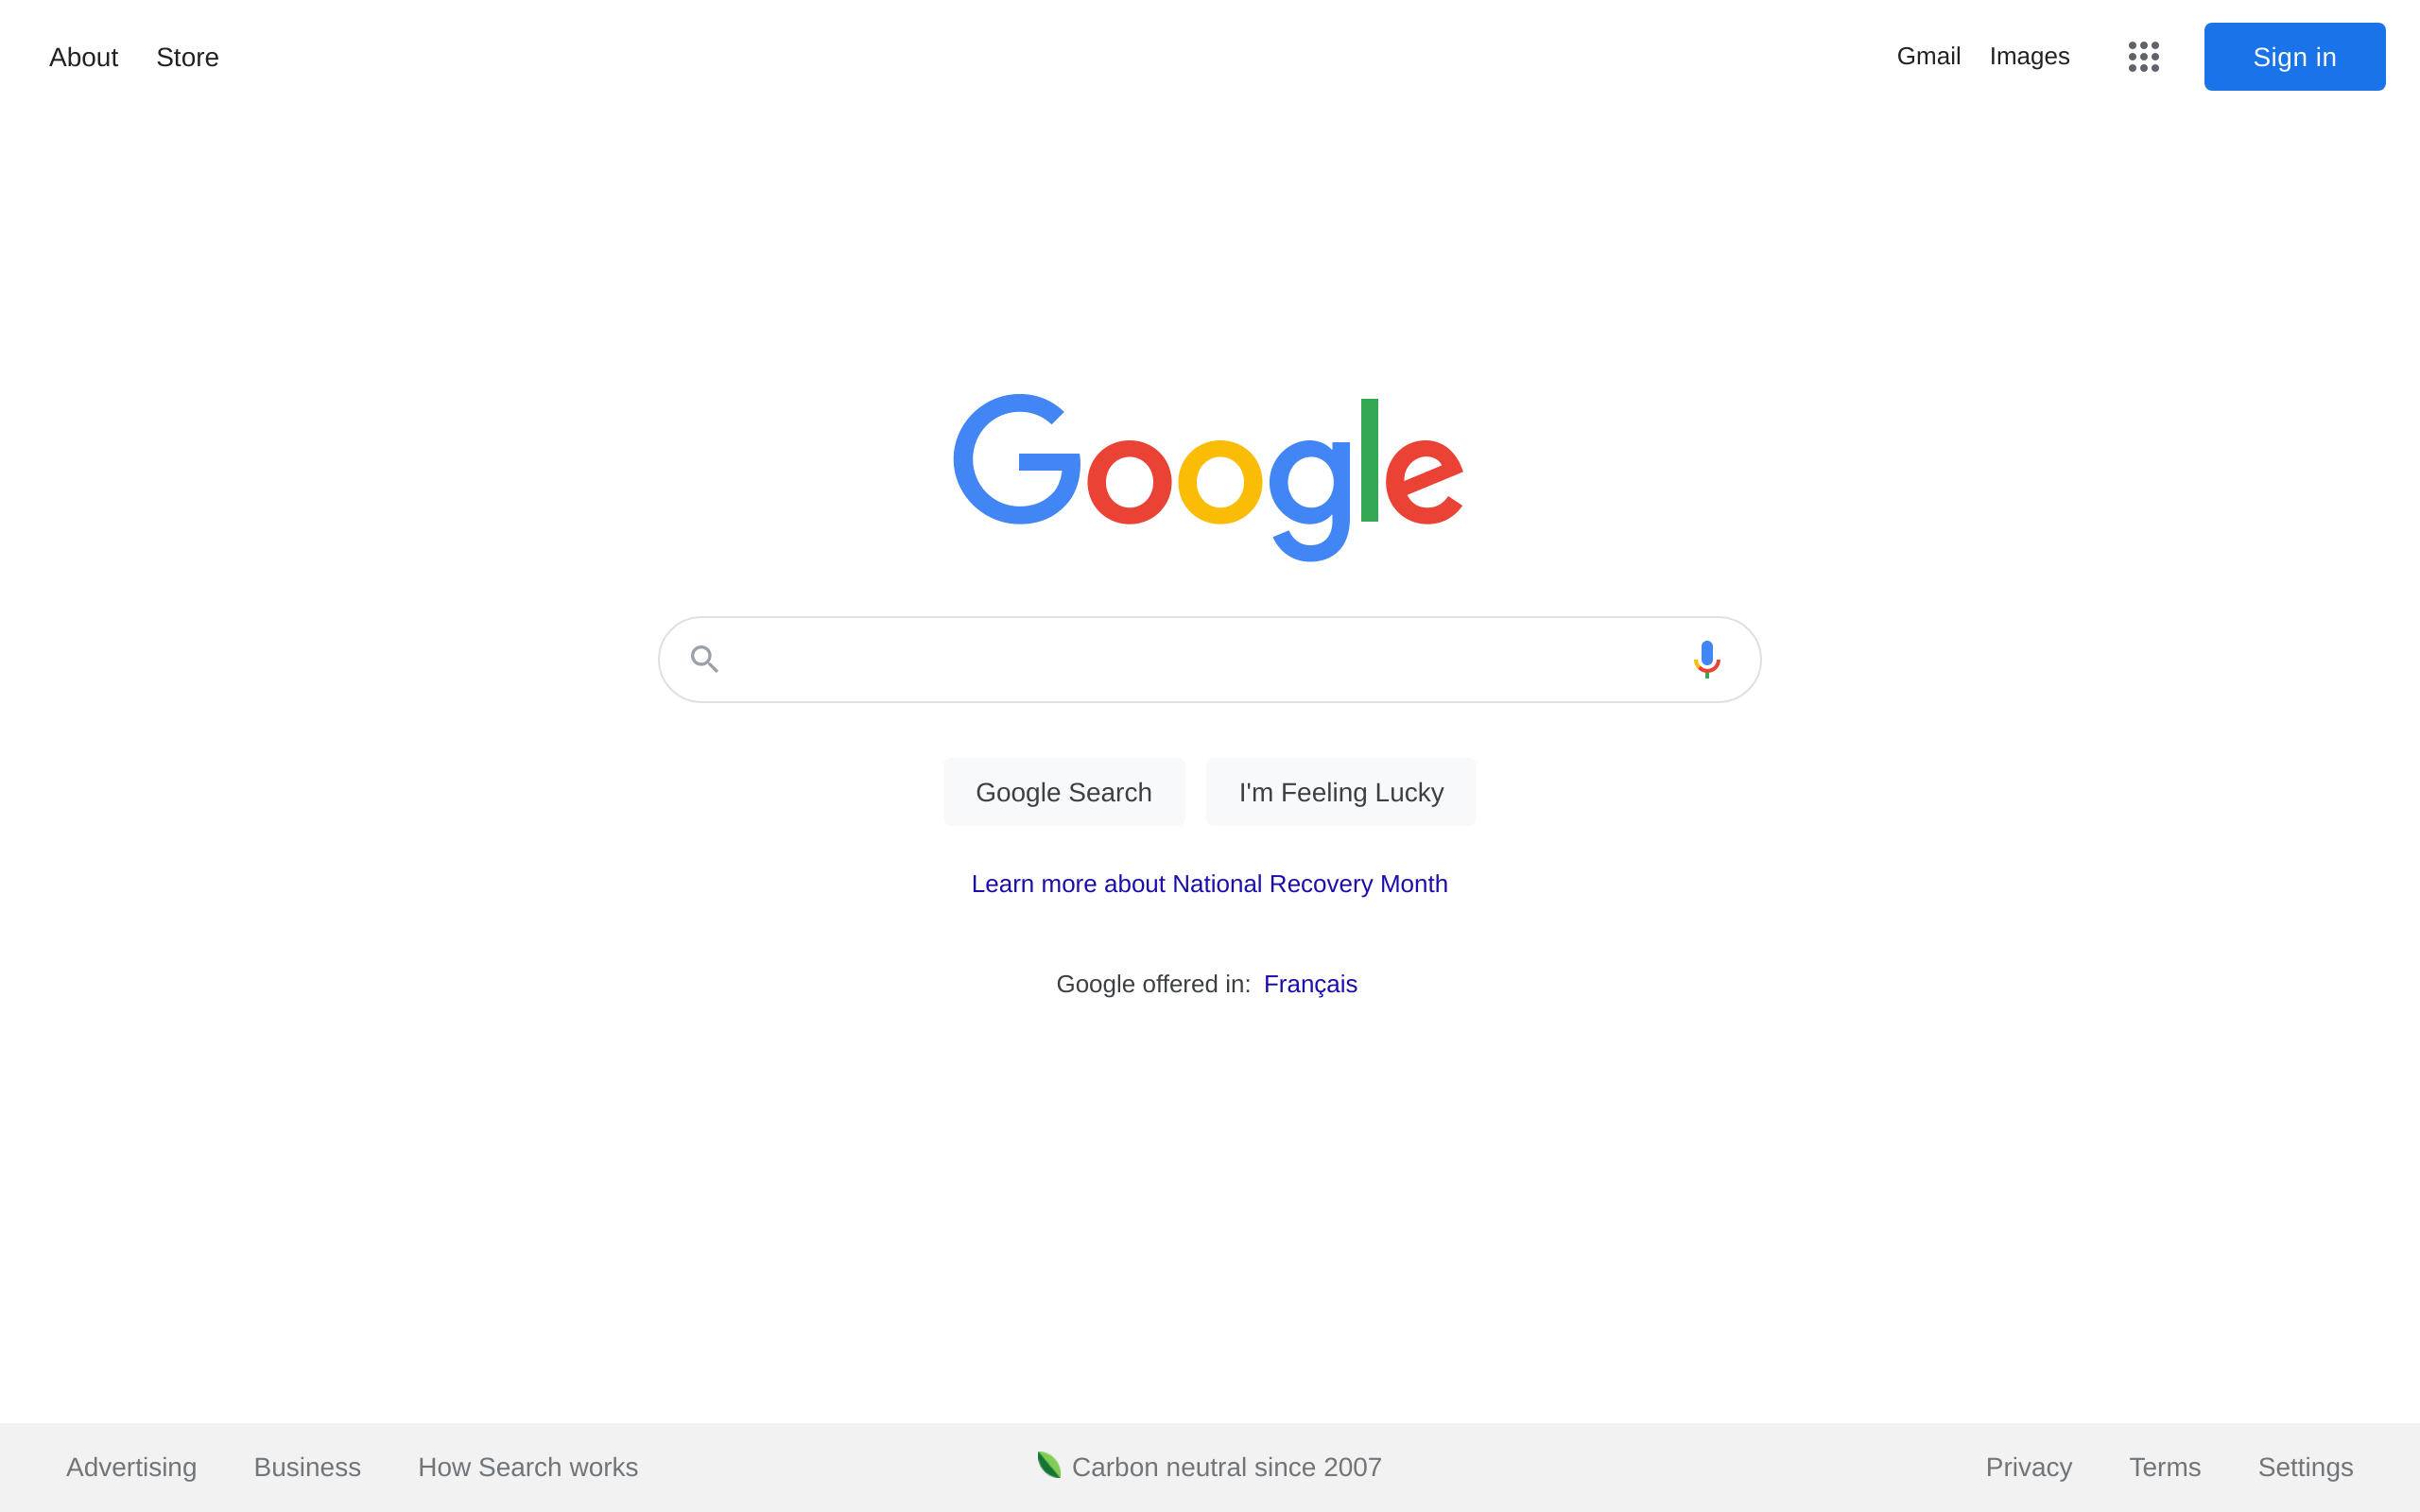 About Store Gmail Images Sign in
Google
Google Search I'm Feeling Lucky
Learn more about National Recovery Month
Google offered in: Français
Advertising Business How Search works Carbon neutral since 2007 Privacy Terms Settings